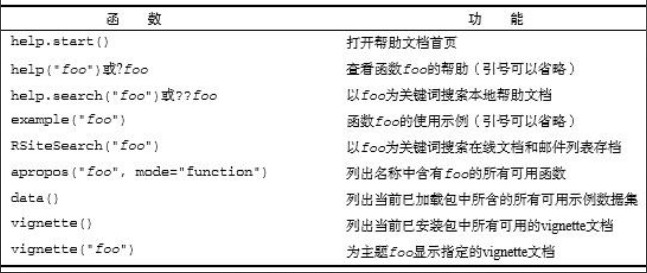 函 数 功 能
help.start() 打开帮助文档首页
help("foo")或?foo 查看函数foo的帮助（引号可以省略）
help.search("foo")或??foo 以foo为关键词搜索本地帮助文档
example("foo") 函数foo的使用示例（引号可以省略）
RSiteSearch("foo") 以foo为关键词搜索在线文档和邮件列表存档
apropos("foo", mode="function") 列出名称中含有foo的所有可用函数
data() 列出当前已加载包中所含的所有可用示例数据集
vignette() 列出当前已安装包中所有可用的vignette文档
vignette("foo") 为主题foo显示指定的vignette文档